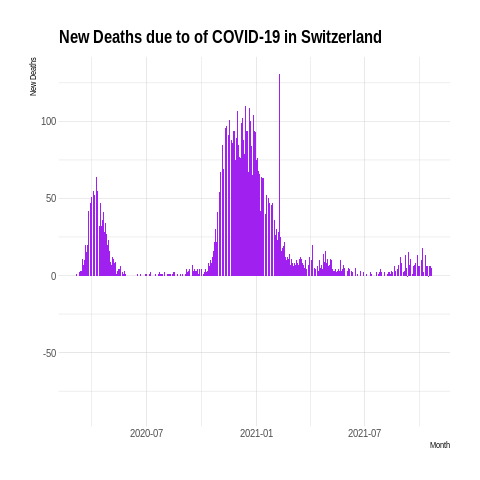 New Deaths due to of COVID-19 in Switzerland
New Deaths
100
50
0
-50
2020-07 2021-01 2021-07
Month